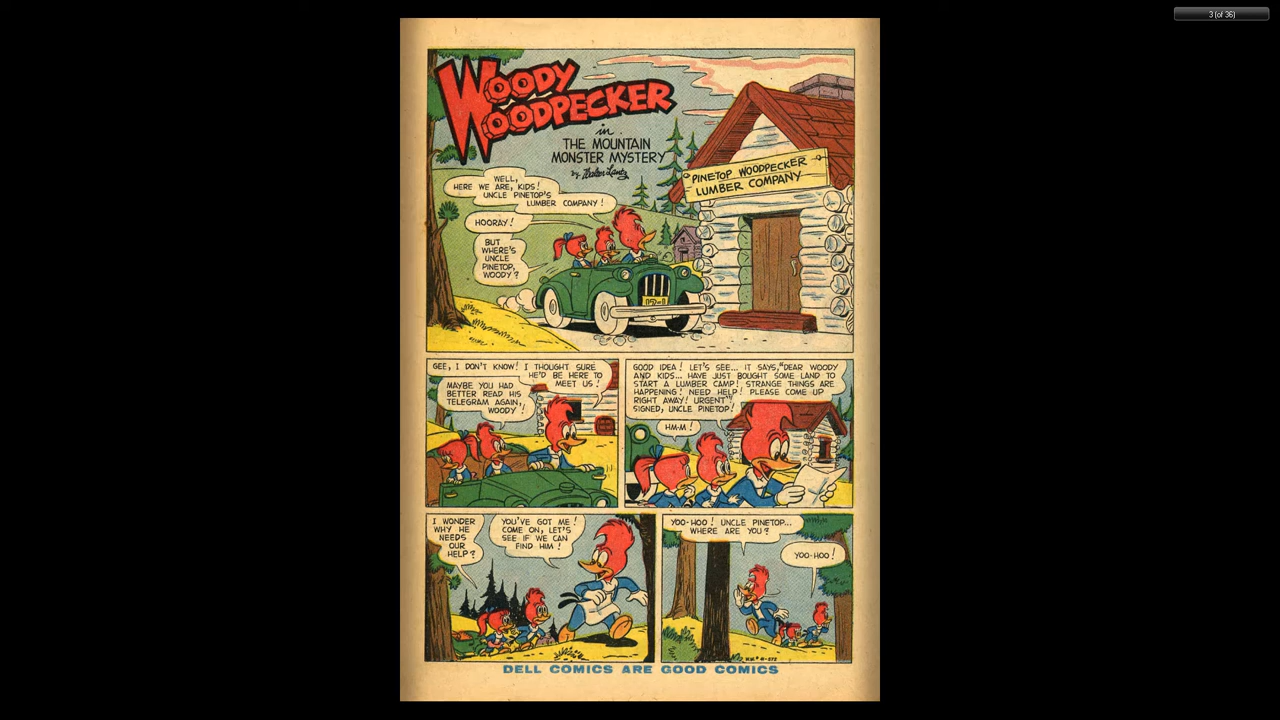 3 (of 36)
WOODY
WOODPECKER
in
THE MOUNTAIN
MONSTER MYSTERY
by Walter Lantz
PINETOP WOODPECKER
LUMBER COMPANY
WELL,
HERE WE ARE, KIDS!
UNCLE PINETOP'S
LUMBER COMPANY!
HOORAY!
BUT
WHERE'S
UNCLE
PINETOP,
WOODY?
GEE, I DON'T KNOW! I THOUGHT SURE
HE'D BE HERE TO
MEET US!
MAYBE YOU HAD
BETTER READ HIS
TELEGRAM AGAIN,
WOODY!
GOOD IDEA! LET'S SEE... IT SAYS, "DEAR WOODY
AND KIDS... HAVE JUST BOUGHT SOME LAND TO
START A LUMBER CAMP! STRANGE THINGS ARE
HAPPENING! NEED HELP! PLEASE COME UP
RIGHT AWAY! URGENT!"
SIGNED, UNCLE PINETOP!
HM-M!
I WONDER
WHY HE
NEEDS
OUR
HELP?
YOU'VE GOT ME!
COME ON, LET'S
SEE IF WE CAN
FIND HIM!
YOO-HOO! UNCLE PINETOP...
WHERE ARE YOU?
YOO-HOO!
DELL COMICS ARE GOOD COMICS